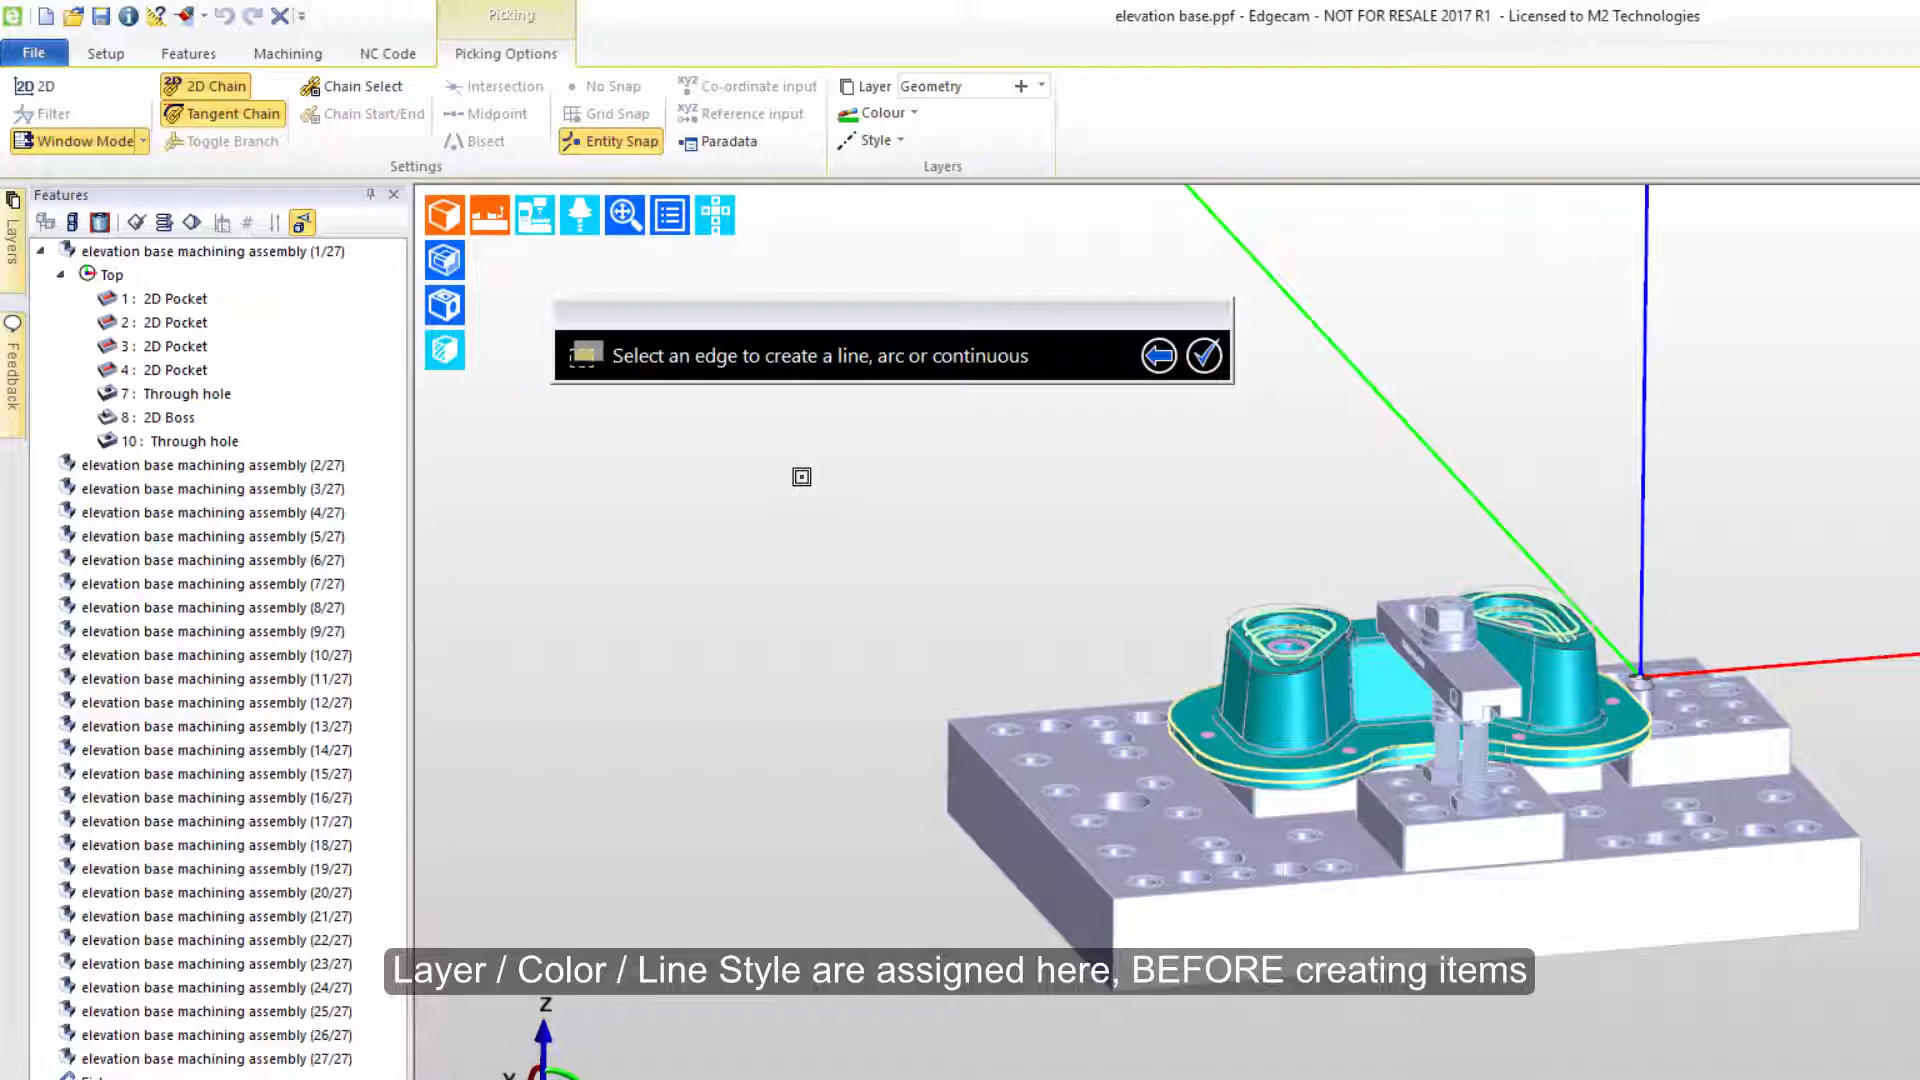 Picking
elevation base.ppf - Edgecam - NOT FOR RESALE 2017 R1 - Licensed to M2 Technologies
File Setup Features Machining NC Code Picking Options
2D 2D 2D 2D Chain Chain Select Intersection No Snap xyz Co-ordinate input Layer Geometry
Filter Tangent Chain Chain Start/End Midpoint Grid Snap xyz Reference input Colour
Window Mode Toggle Branch Bisect Entity Snap Paradata Style
Settings Layers
Features
Layers
Feedback
elevation base machining assembly (1/27)
Top
1 : 2D Pocket
2 : 2D Pocket
3 : 2D Pocket
4 : 2D Pocket
7 : Through hole
8 : 2D Boss
10 : Through hole
elevation base machining assembly (2/27)
elevation base machining assembly (3/27)
elevation base machining assembly (4/27)
elevation base machining assembly (5/27)
elevation base machining assembly (6/27)
elevation base machining assembly (7/27)
elevation base machining assembly (8/27)
elevation base machining assembly (9/27)
elevation base machining assembly (10/27)
elevation base machining assembly (11/27)
elevation base machining assembly (12/27)
elevation base machining assembly (13/27)
elevation base machining assembly (14/27)
elevation base machining assembly (15/27)
elevation base machining assembly (16/27)
elevation base machining assembly (17/27)
elevation base machining assembly (18/27)
elevation base machining assembly (19/27)
elevation base machining assembly (20/27)
elevation base machining assembly (21/27)
elevation base machining assembly (22/27)
elevation base machining assembly (23/27)
elevation base machining assembly (24/27)
elevation base machining assembly (25/27)
elevation base machining assembly (26/27)
elevation base machining assembly (27/27)
Select an edge to create a line, arc or continuous
Layer / Color / Line Style are assigned here, BEFORE creating items
Z